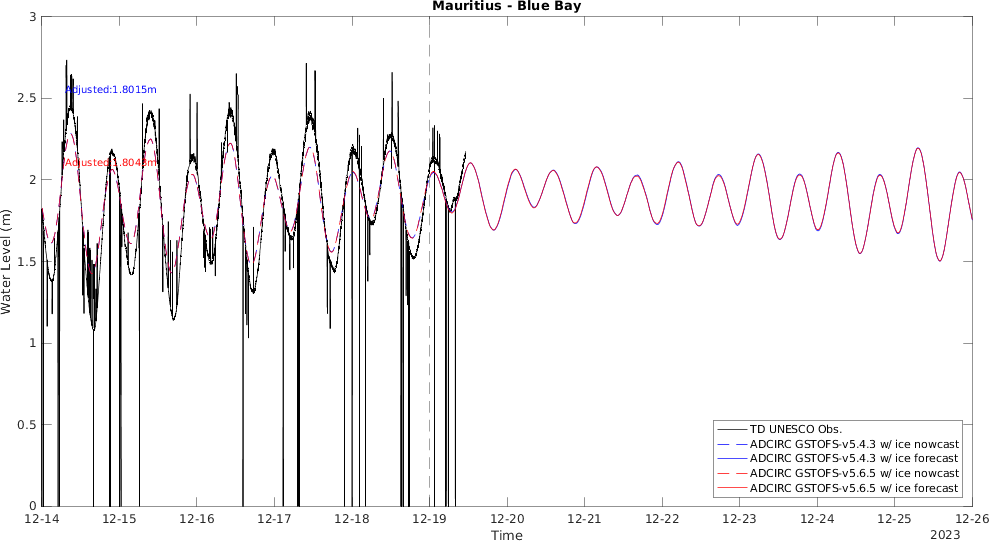 Mauritius - Blue Bay
3
2.5
2
1.5
1
0.5
0
Water Level (m)
Adjusted:1.8015m
Adjusted:1.804 m
TD UNESCO Obs.
ADCIRC GSTOFS-v5.4.3 w/ ice nowcast
ADCIRC GSTOFS-v5.4.3 w/ ice forecast
ADCIRC GSTOFS-v5.6.5 w/ ice nowcast
ADCIRC GSTOFS-v5.6.5 w/ ice forecast
12-14 12-15 12-16 12-17 12-18 12-19 12-20 12-21 12-22 12-23 12-24 12-25 12-26
Time
2023